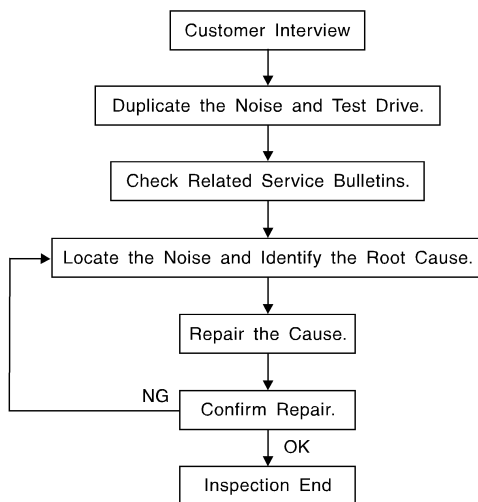 Customer Interview
Duplicate the Noise and Test Drive.
Check Related Service Bulletins.
Locate the Noise and Identify the Root Cause.
Repair the Cause.
NG
Confirm Repair.
OK
Inspection End